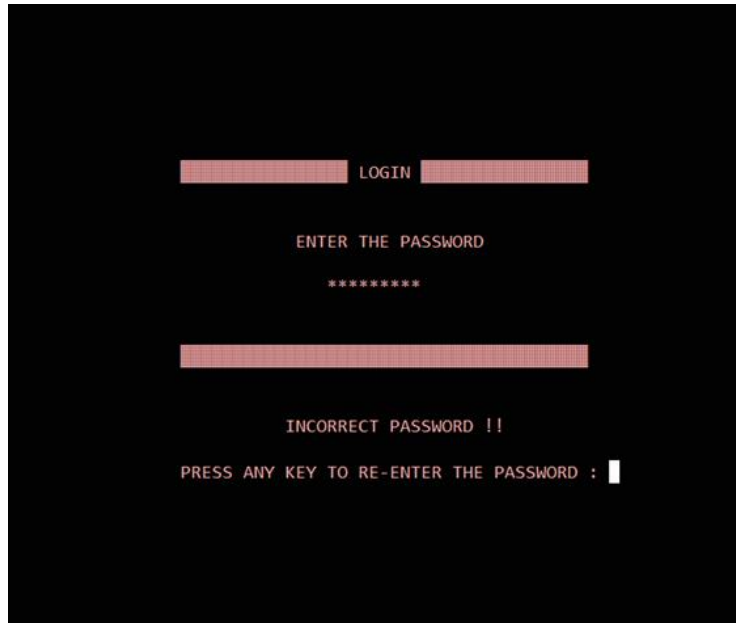 LOGIN
ENTER THE PASSWORD
*********
INCORRECT PASSWORD !!
PRESS ANY KEY TO RE-ENTER THE PASSWORD :